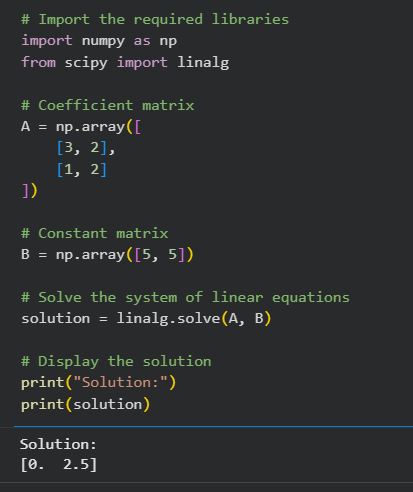 # Import the required libraries
import numpy as np
from scipy import linalg
# Coefficient matrix
A = np.array([
    [3, 2],
    [1, 2]
])
# Constant matrix
B = np.array([5, 5])
# Solve the system of linear equations
solution = linalg.solve(A, B)
# Display the solution
print("Solution:")
print(solution)
Solution:
[0.  2.5]